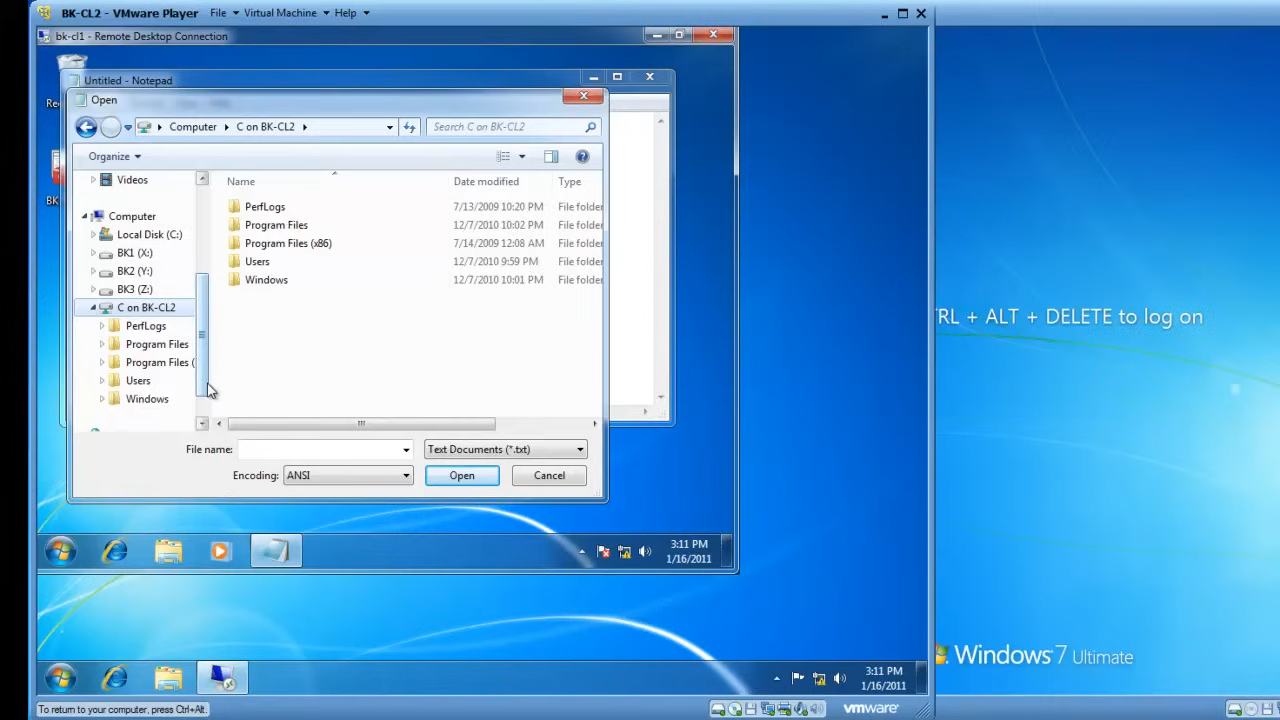 BK-CL2 - VMware Player File Virtual Machine Help
bk-cl1 - Remote Desktop Connection
Untitled - Notepad
Open
Computer C on BK-CL2 Search C on BK-CL2
Organize
Videos
Computer
Local Disk (C:)
BK1 (X:)
BK2 (Y:)
BK3 (Z:)
C on BK-CL2
PerfLogs
Program Files
Program Files (
Users
Windows
Name Date modified Type
PerfLogs 7/13/2009 10:20 PM File folder
Program Files 12/7/2010 10:02 PM File folder
Program Files (x86) 7/14/2009 12:08 AM File folder
Users 12/7/2010 9:59 PM File folder
Windows 12/7/2010 10:01 PM File folder
File name: Text Documents (*.txt)
Encoding: ANSI Open Cancel
Re
BK
3:11 PM
1/16/2011
TRL + ALT + DELETE to log on
Windows 7 Ultimate
3:11 PM
1/16/2011
To return to your computer, press Ctrl+Alt.
vmware